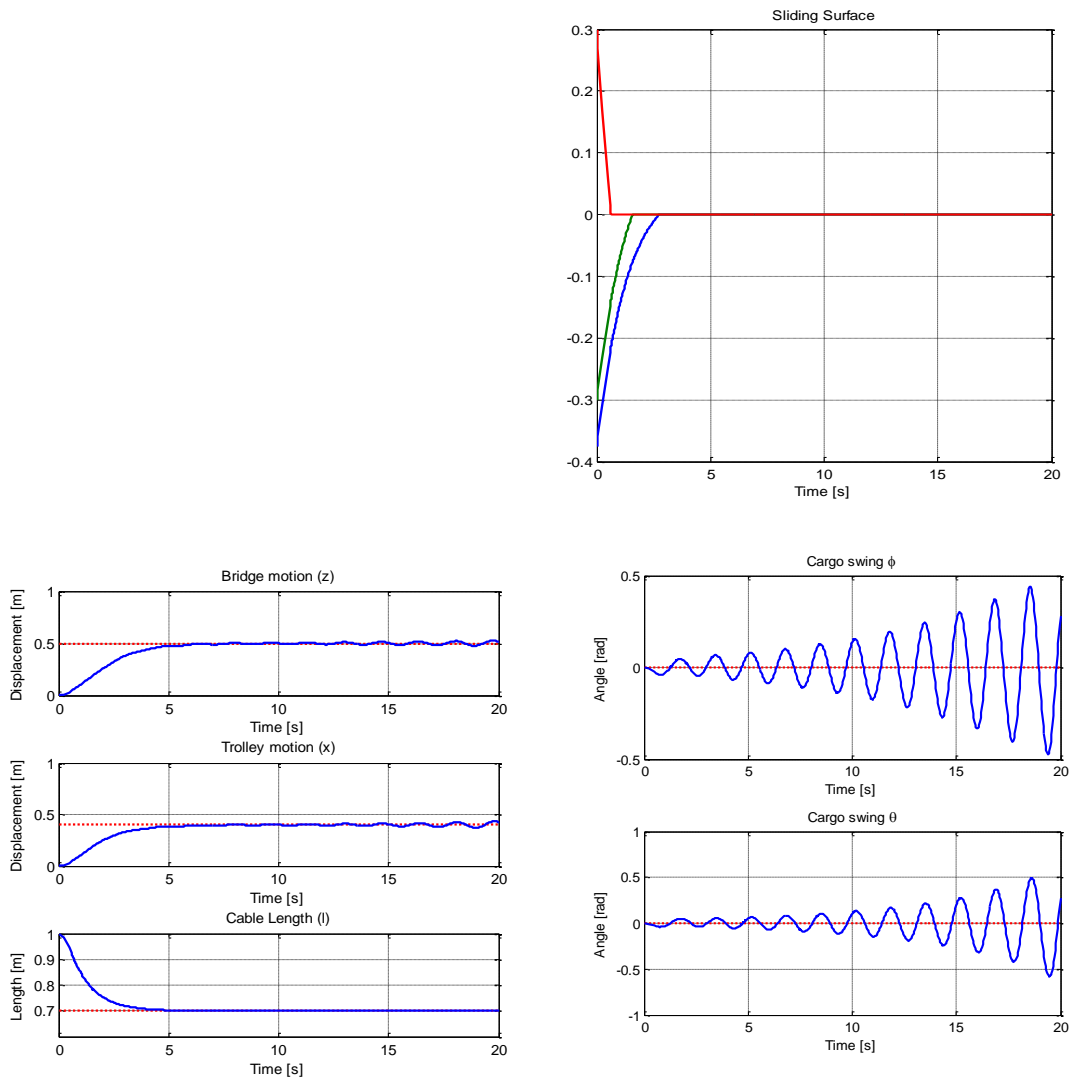 Sliding Surface
0.3
0.2
0.1
0
-0.1
-0.2
-0.3
-0.4
0 5 10 15 20
Time [s]
Bridge motion (z)
Displacement [m]
1
0.5
0
0 5 10 15 20
Time [s]
Trolley motion (x)
Displacement [m]
1
0.5
0
0 5 10 15 20
Time [s]
Cable Length (l)
Length [m]
1
0.9
0.8
0.7
0 5 10 15 20
Time [s]
Cargo swing ϕ
Angle [rad]
0.5
0
-0.5
0 5 10 15 20
Time [s]
Cargo swing θ
Angle [rad]
1
0.5
0
-0.5
-1
0 5 10 15 20
Time [s]